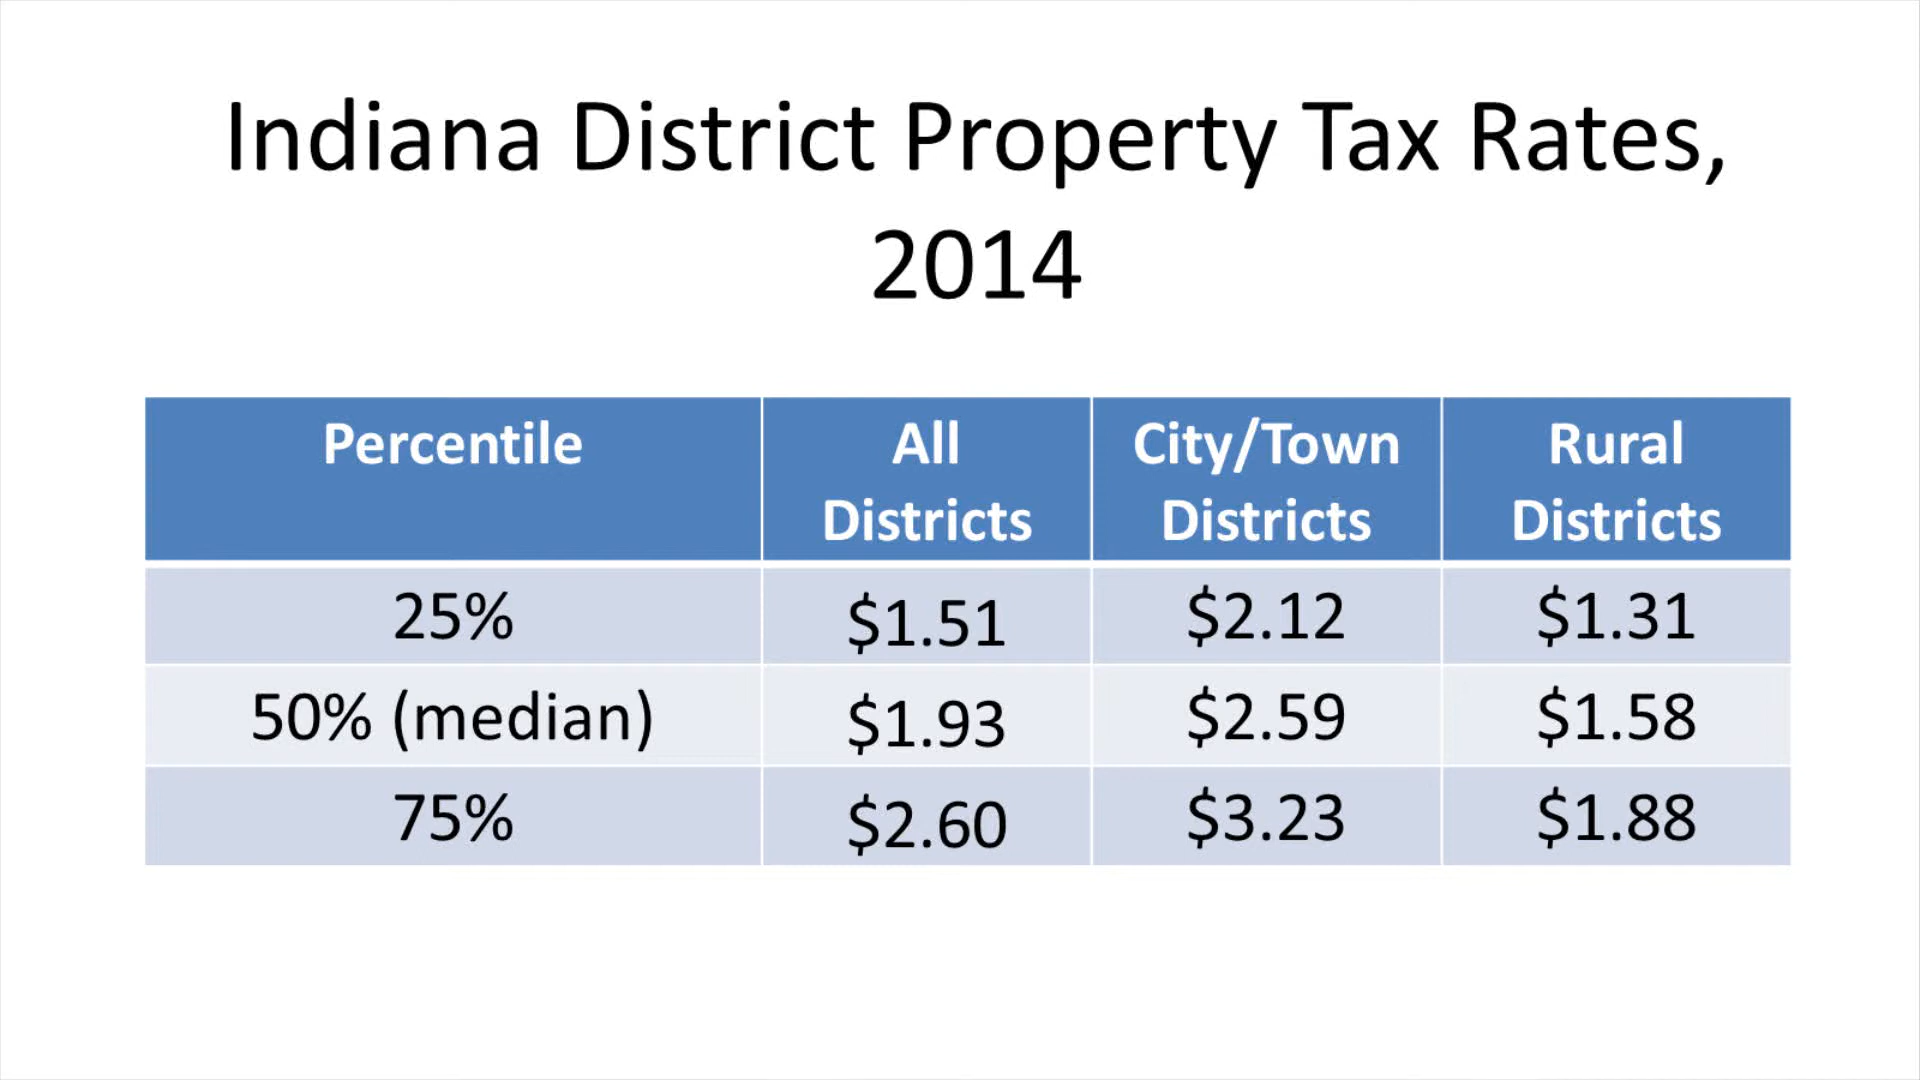 Indiana District Property Tax Rates,
2014
Percentile All Districts City/Town Districts Rural Districts
25% $1.51 $2.12 $1.31
50% (median) $1.93 $2.59 $1.58
75% $2.60 $3.23 $1.88